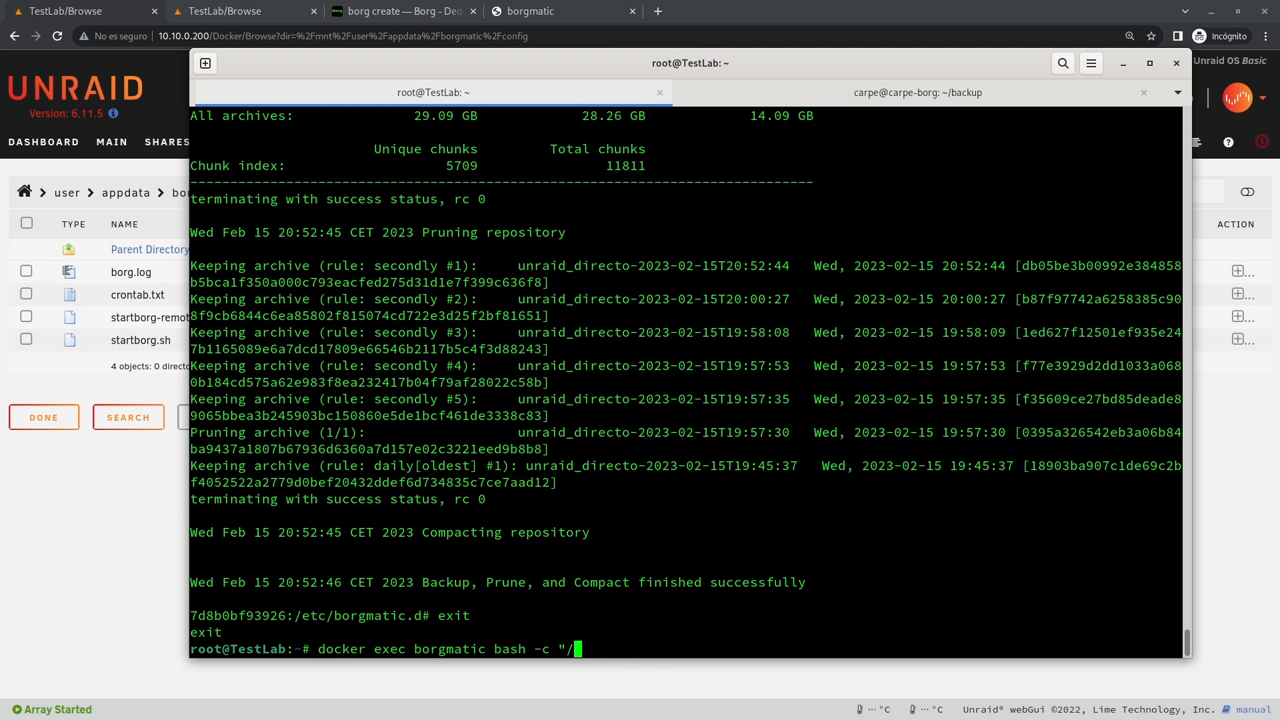 TestLab/Browse
TestLab/Browse
borg create — Borg - Ded
borgmatic
No es seguro
10.10.0.200/Docker/Browse?dir=%2Fmnt%2Fuser%2Fappdata%2Fborgmatic%2Fconfig
Incógnito
root@TestLab: ~
root@TestLab: ~
carpe@carpe-borg: ~/backup
UNRAID
Version: 6.11.5
Unraid OS Basic
DASHBOARD MAIN SHARES
user appdata bo
TYPE NAME
ACTION
Parent Directory
borg.log
crontab.txt
startborg-remot
startborg.sh
4 objects: 0 directo
DONE
SEARCH
All archives: 29.09 GB 28.26 GB 14.09 GB
Unique chunks Total chunks
Chunk index: 5709 11811
------------------------------------------------------------------------------
terminating with success status, rc 0
Wed Feb 15 20:52:45 CET 2023 Pruning repository
Keeping archive (rule: secondly #1): unraid_directo-2023-02-15T20:52:44 Wed, 2023-02-15 20:52:44 [db05be3b00992e384858
b5bca1f350a000c793eacfed275d31d1e7f399c636f8]
Keeping archive (rule: secondly #2): unraid_directo-2023-02-15T20:00:27 Wed, 2023-02-15 20:00:27 [b87f97742a6258385c90
8f9cb6844c6ea85802f815074cd722e3d25f2bf81651]
Keeping archive (rule: secondly #3): unraid_directo-2023-02-15T19:58:08 Wed, 2023-02-15 19:58:09 [1ed627f12501ef935e24
7b1165089e6a7dcd17809e66546b2117b5c4f3d88243]
Keeping archive (rule: secondly #4): unraid_directo-2023-02-15T19:57:53 Wed, 2023-02-15 19:57:53 [f77e3929d2dd1033a068
0b184cd575a62e983f8ea232417b04f79af28022c58b]
Keeping archive (rule: secondly #5): unraid_directo-2023-02-15T19:57:35 Wed, 2023-02-15 19:57:35 [f35609ce27bd85deade8
9065bbea3b245903bc150860e5de1bcf461de3338c83]
Pruning archive (1/1): unraid_directo-2023-02-15T19:57:30 Wed, 2023-02-15 19:57:30 [0395a326542eb3a06b84
ba9437a1807b67936d6360a7d157e02c3221eed9b8b8]
Keeping archive (rule: daily[oldest] #1): unraid_directo-2023-02-15T19:45:37 Wed, 2023-02-15 19:45:37 [18903ba907c1de69c2b
f4052522a2779d0bef20432ddef6d734835c7ce7aad12]
terminating with success status, rc 0
Wed Feb 15 20:52:45 CET 2023 Compacting repository
Wed Feb 15 20:52:46 CET 2023 Backup, Prune, and Compact finished successfully
7d8b0bf93926:/etc/borgmatic.d# exit
exit
root@TestLab:~# docker exec borgmatic bash -c "/
Array Started
··· °C ··· °C Unraid® webGui ©2022, Lime Technology, Inc. manual